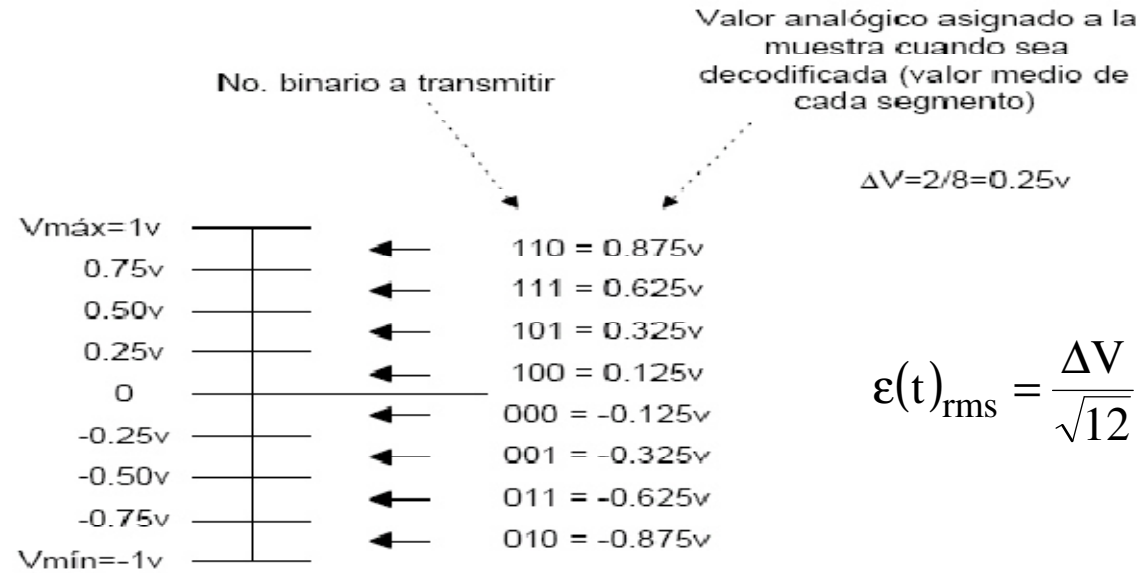 Valor analógico asignado a la
muestra cuando sea
decodificada (valor medio de
cada segmento)
No. binario a transmitir
ΔV=2/8=0.25v
Vmáx=1v
0.75v
0.50v
0.25v
0
-0.25v
-0.50v
-0.75v
Vmín=-1v
110 = 0.875v
111 = 0.625v
101 = 0.325v
100 = 0.125v
000 = -0.125v
001 = -0.325v
011 = -0.625v
010 = -0.875v
ε(t)rms = ΔV/√12